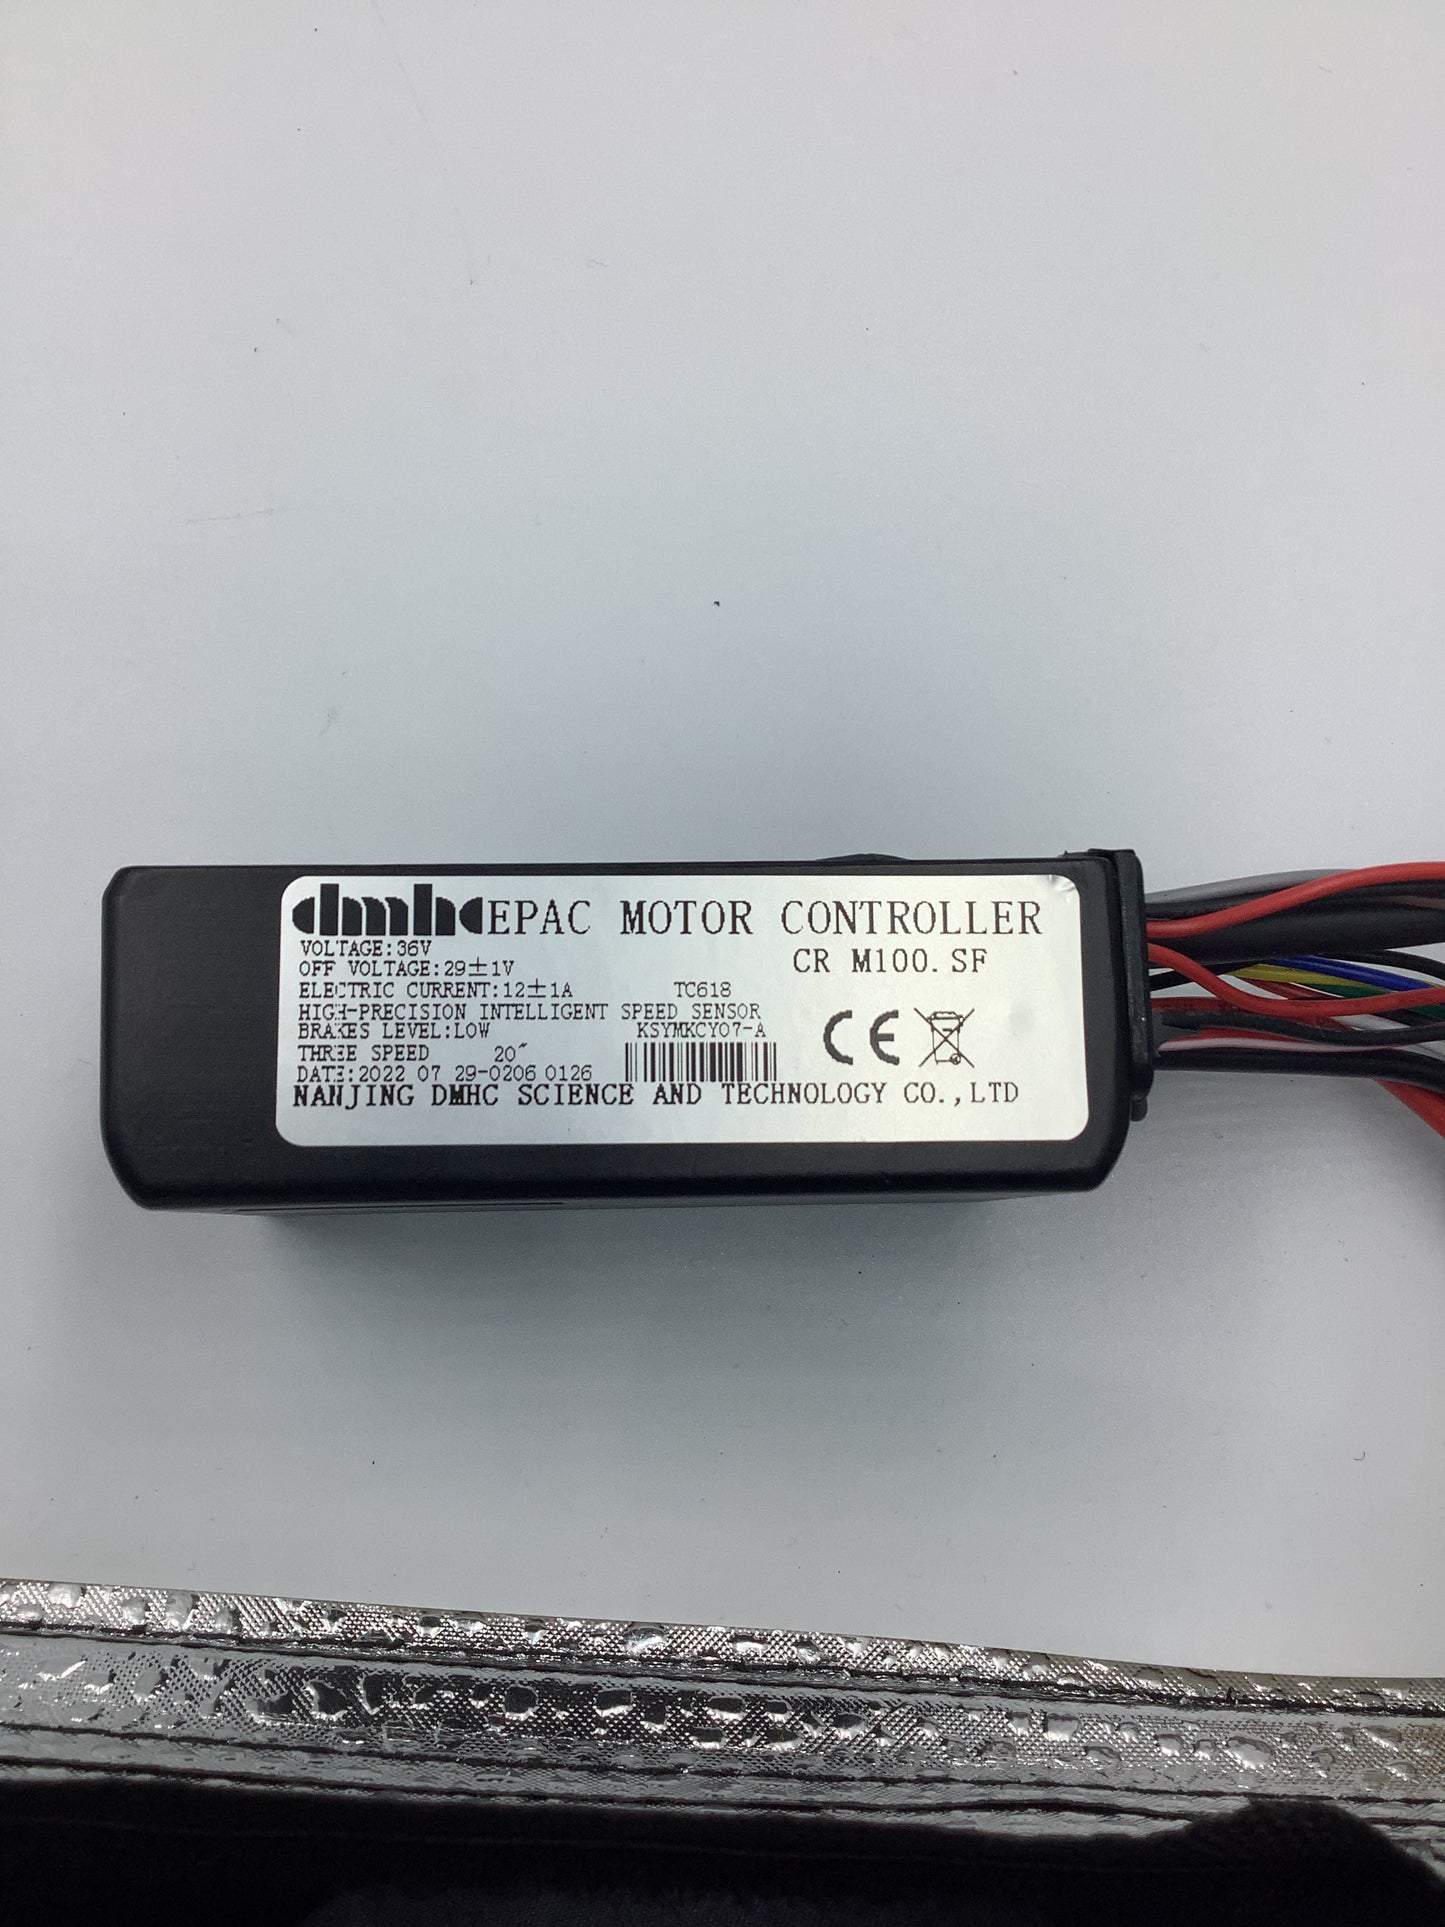 dmhc EPAC MOTOR CONTROLLER
VOLTAGE:36V
CR M100.SF
OFF VOLTAGE:29±1V
ELECTRIC CURRENT:12±1A TC618
HIGH-PRECISION INTELLIGENT SPEED SENSOR
BRAKES LEVEL:LOW KSYMKCY07-A
THREE SPEED 20″
DATE:2022 07 29-0206 0126
NANJING DMHC SCIENCE AND TECHNOLOGY CO.,LTD
CE